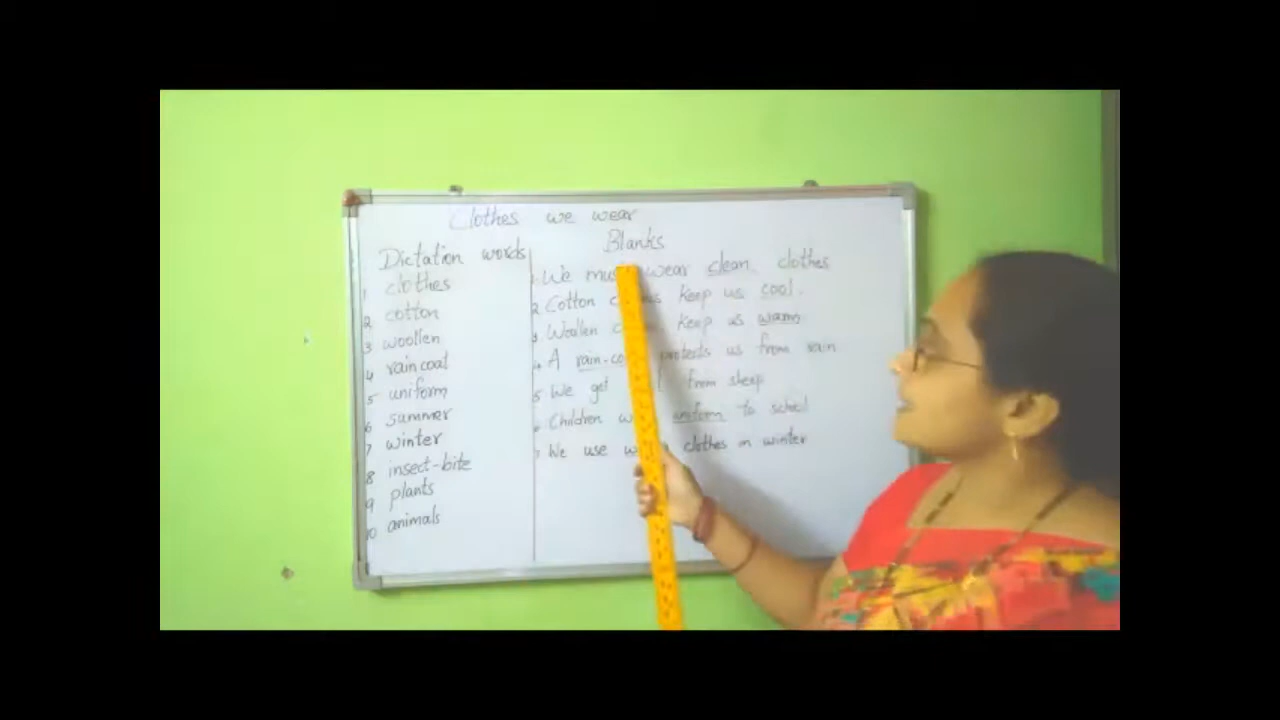 Clothes we wear
Dictation words
1 clothes
2 cotton
3 woollen
4 raincoat
5 uniform
6 summer
7 winter
8 insect-bite
9 plants
10 animals
Blanks
1. We must wear clean clothes
2. Cotton keep us cool.
3. Woollen keep us warm
4. A rain-coat protects us from rain
5 We get from sheep
6. Children uniform to school
7. We use clothes in winter